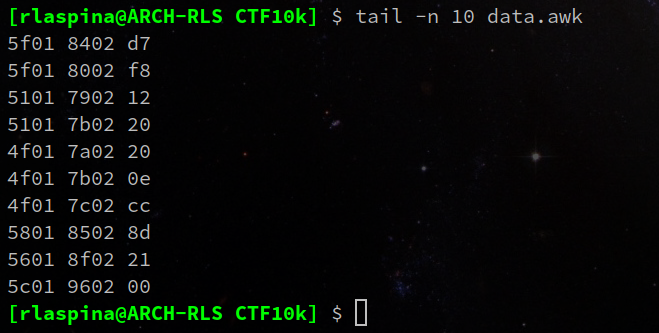 [rlaspina@ARCH-RLS CTF10k] $ tail -n 10 data.awk
5f01 8402 d7
5f01 8002 f8
5101 7902 12
5101 7b02 20
4f01 7a02 20
4f01 7b02 0e
4f01 7c02 cc
5801 8502 8d
5601 8f02 21
5c01 9602 00
[rlaspina@ARCH-RLS CTF10k] $